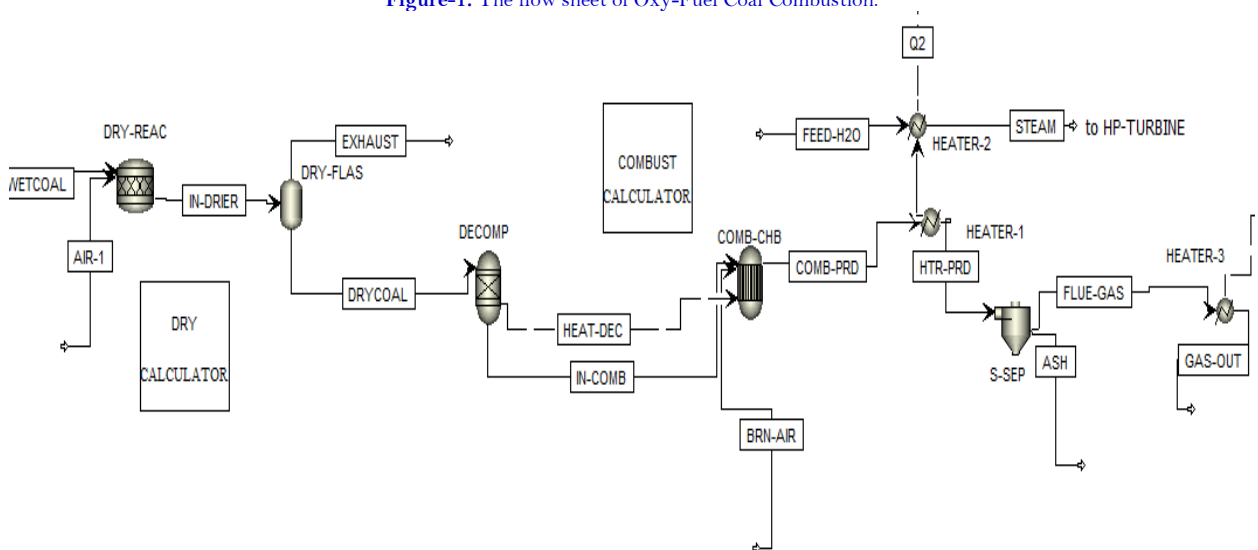 Figure-1. The flow sheet of Oxy-Fuel Coal Combustion.
Q2
DRY-REAC
EXHAUST
FEED-H2O
STEAM
to HP-TURBINE
HEATER-2
COMBUST
CALCULATOR
DRY-FLAS
WETCOAL
IN-DRIER
DECOMP
COMB-CHB
HEATER-1
AIR-1
COMB-PRD
HTR-PRD
HEATER-3
DRYCOAL
FLUE-GAS
DRY
CALCULATOR
HEAT-DEC
S-SEP
ASH
GAS-OUT
IN-COMB
BRN-AIR